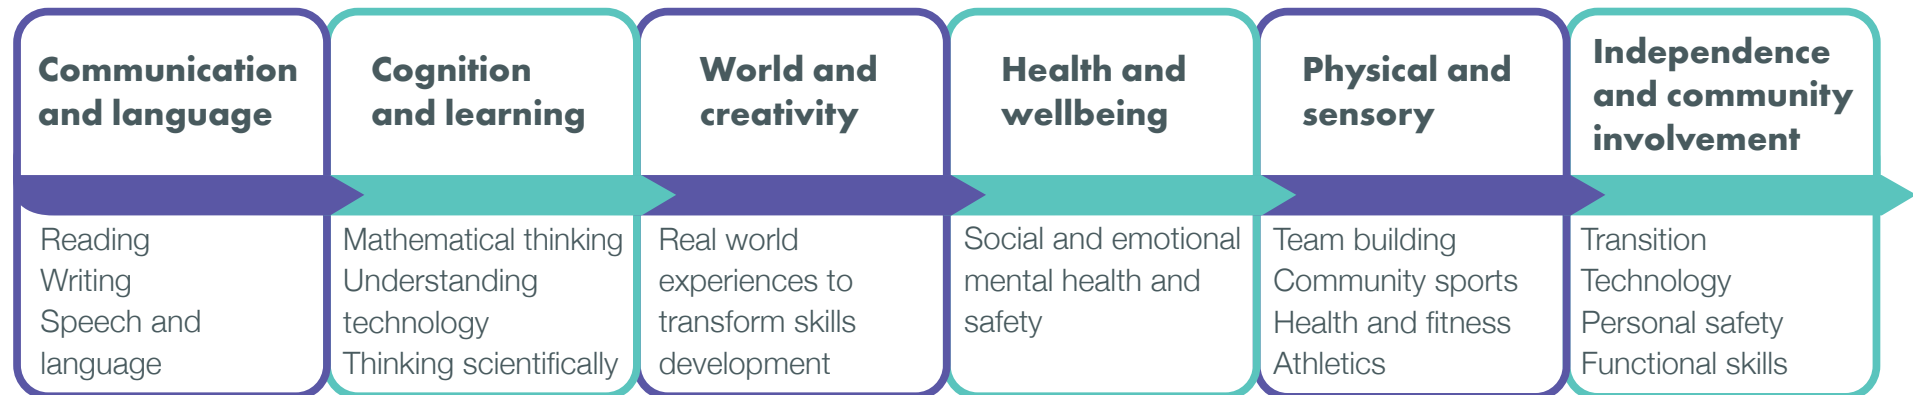 Communication
and language
Reading
Writing
Speech and
language
Cognition
and learning
Mathematical thinking
Understanding
technology
Thinking scientifically
World and
creativity
Real world
experiences to
transform skills
development
Health and
wellbeing
Social and emotional
mental health and
safety
Physical and
sensory
Team building
Community sports
Health and fitness
Athletics
Independence
and community
involvement
Transition
Technology
Personal safety
Functional skills